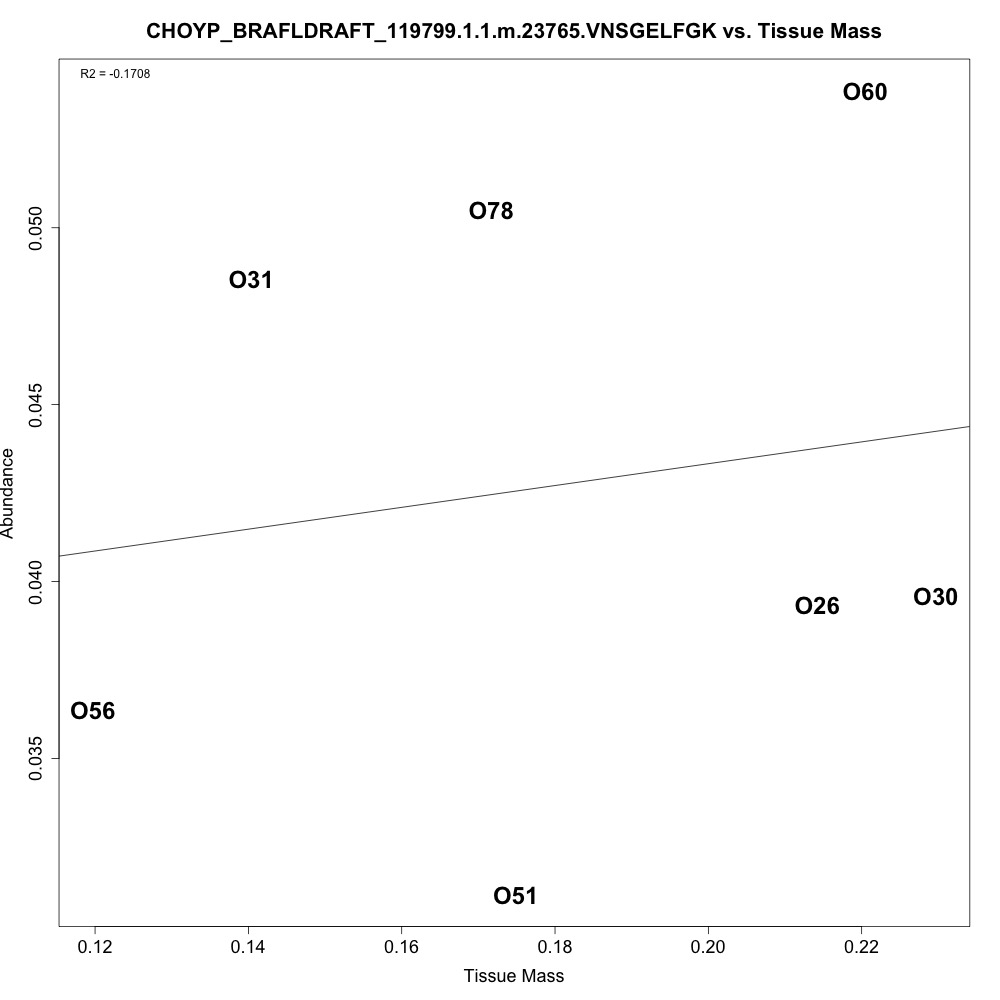 CHOYP_BRAFLDRAFT_119799.1.1.m.23765.VNSGELFGK vs. Tissue Mass
R2 = -0.1708
O60
O78
0.050
O31
0.045
Abundance
0.040
O30
O26
O56
0.035
O51
0.12 0.14 0.16 0.18 0.20 0.22
Tissue Mass